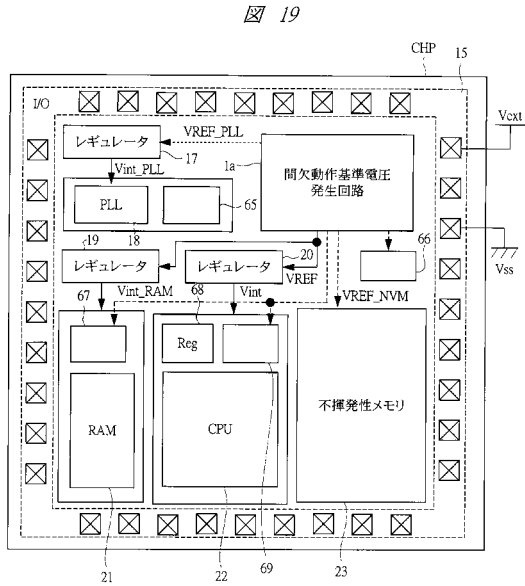 図 19
CHP
15
I/O
Vext
VREF_PLL
レギュレータ
17
1a
間欠動作基準電圧
発生回路
Vint_PLL
PLL
65
18
66
Vss
19
20
レギュレータ
レギュレータ
VREF
Vint_RAM
Vint
VREF_NVM
67
68
Reg
不揮発性メモリ
RAM
CPU
21
22
69
23